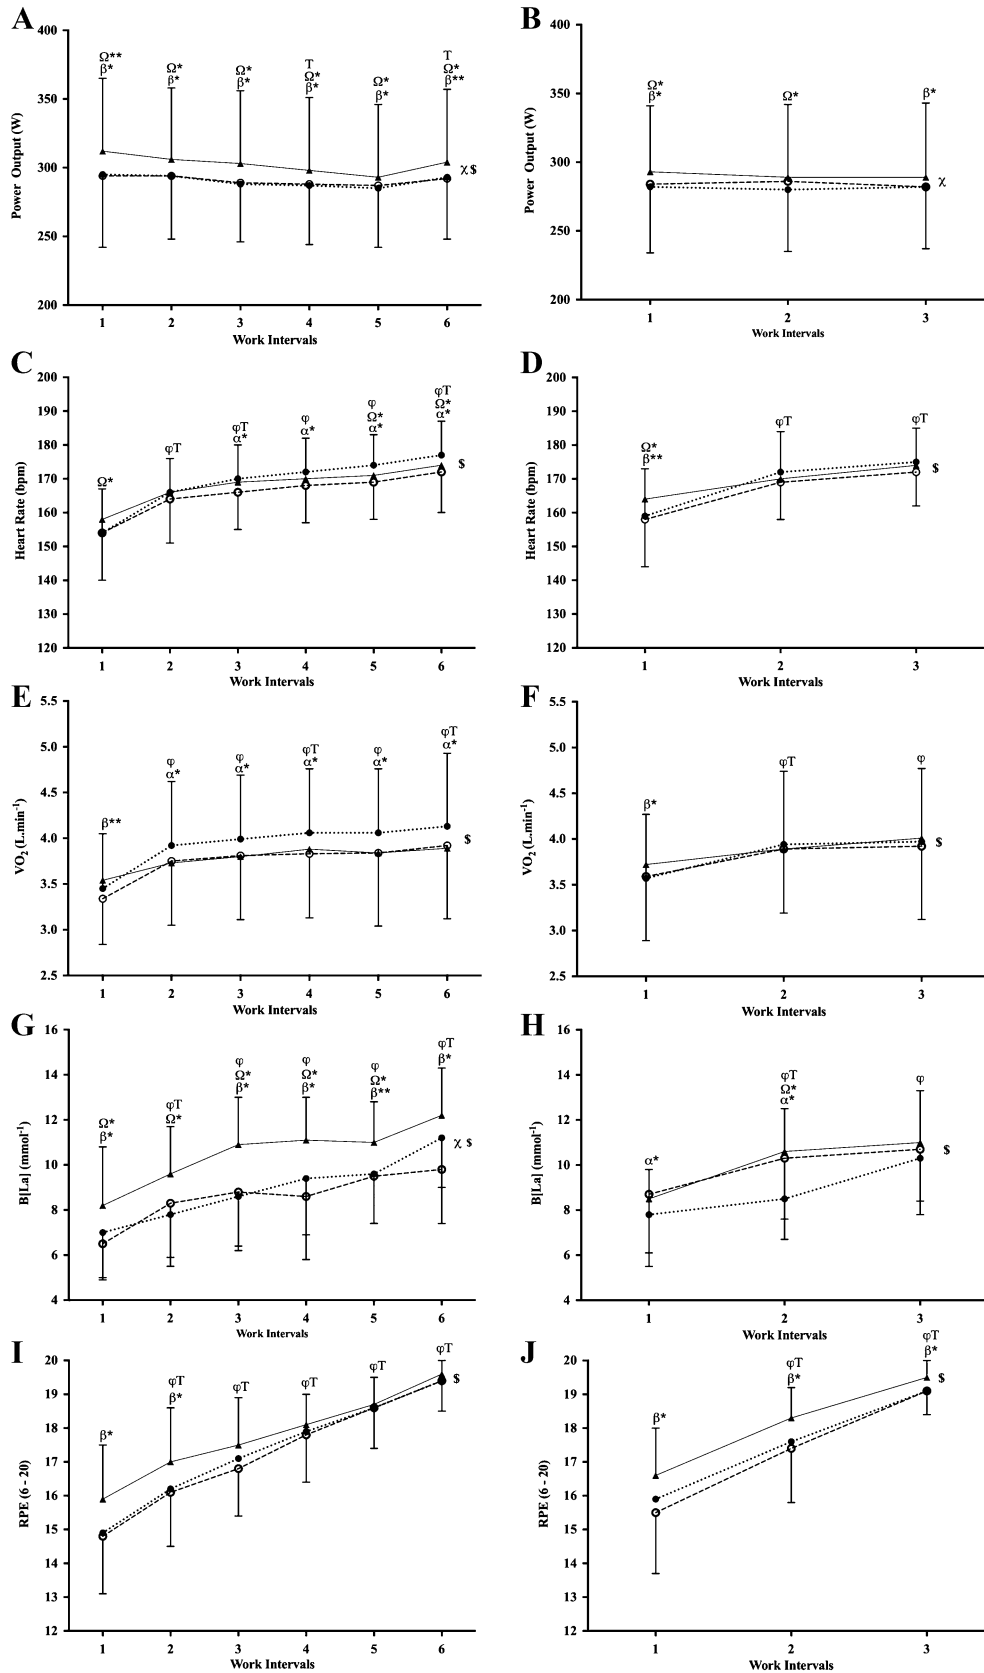 A
B
400
350
300
250
200
Power Output (W)
Ω** Ω* Ω* T Ω* T
β* β* β* Ω* β* Ω*
β* β**
χ $
1 2 3 4 5 6
Work Intervals
400
350
300
250
200
Power Output (W)
Ω* Ω* β*
β*
χ
1 2 3
Work Intervals
C
D
200
190
180
170
160
150
140
130
120
Heart Rate (bpm)
Ω* φT φT φ φ φT
α* α* Ω* Ω*
α* α*
$
1 2 3 4 5 6
Work Intervals
200
190
180
170
160
150
140
130
120
Heart Rate (bpm)
Ω* φT φT
β**
$
1 2 3
Work Intervals
E
F
5.5
5.0
4.5
4.0
3.5
3.0
2.5
VO2 (L.min-1)
β** φ φ φT φ φT
α* α* α* α* α*
$
1 2 3 4 5 6
Work Intervals
5.5
5.0
4.5
4.0
3.5
3.0
2.5
VO2 (L.min-1)
β* φT φ
$
1 2 3
Work Intervals
G
H
16
14
12
10
8
6
4
B[La] (mmol-1)
Ω* φT φ φ φ φT
β* Ω* Ω* Ω* Ω* β*
β* β* β**
χ $
1 2 3 4 5 6
Work Intervals
16
14
12
10
8
6
4
B[La] (mmol-1)
α* φT φ
Ω*
α*
$
1 2 3
Work Intervals
I
J
20
19
18
17
16
15
14
13
12
RPE (6 - 20)
β* φT φT φT φT φT
β*
$
1 2 3 4 5 6
Work Intervals
20
19
18
17
16
15
14
13
12
RPE (6 - 20)
β* φT φT
β* β*
$
1 2 3
Work Intervals